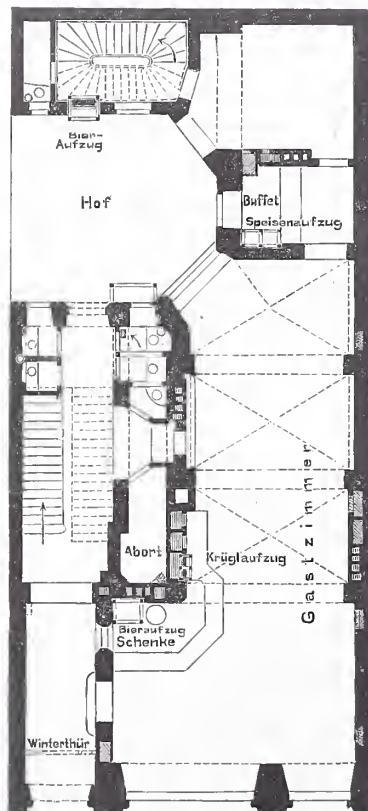 Bier-
Aufzug
Hof
Buffet
Speisenaufzug
Gastzimmer
Abort
Krüglaufzug
Bieraufzug
Schenke
Winterthür